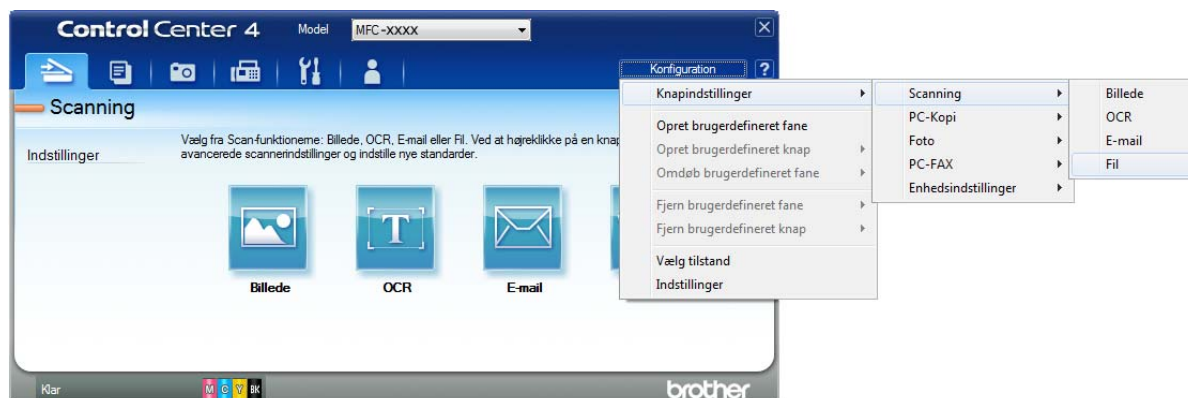 Control Center 4
Model
MFC-XXXX
Konfiguration
?
Scanning
Indstillinger
Vælg fra Scan-funktionerne: Billede, OCR, E-mail eller Fil. Ved at højreklikke på en knap
avancerede scannerindstillinger og indstille nye standarder.
T
Billede
OCR
E-mail
Knapindstillinger
Opret brugerdefineret fane
Opret brugerdefineret knap
Omdøb brugerdefineret fane
Fjern brugerdefineret fane
Fjern brugerdefineret knap
Vælg tilstand
Indstillinger
Scanning
PC-Kopi
Foto
PC-FAX
Enhedsindstillinger
Billede
OCR
E-mail
Fil
Klar
M C Y BK
brother